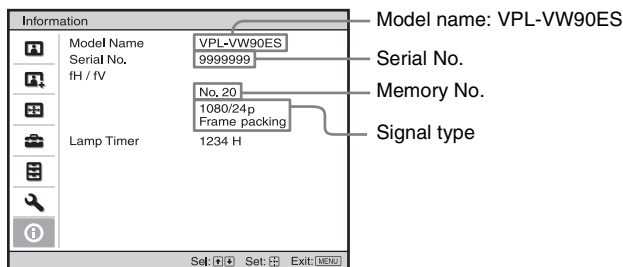 Information
Model Name VPL-VW90ES
Serial No. 9999999
fH / fV
No. 20
1080/24p
Frame packing
Lamp Timer 1234 H
Sel: Set: Exit: MENU
Model name: VPL-VW90ES
Serial No.
Memory No.
Signal type